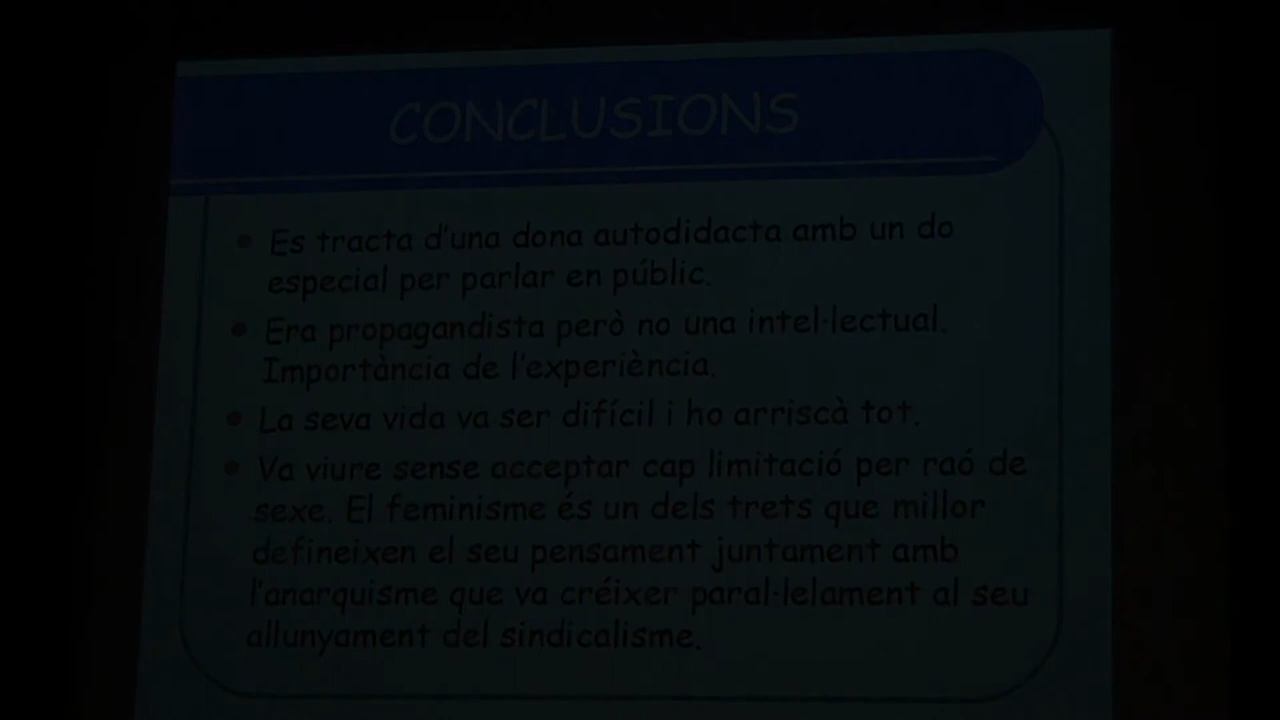 CONCLUSIONS
Es tracta d'una dona autodidacta amb un do
especial per parlar en públic.
Era propagandista però no una intel·lectual.
Importància de l'experiència.
La seva vida va ser difícil i ho arriscà tot.
Va viure sense acceptar cap limitació per raó de
sexe. El feminisme és un dels trets que millor
defineixen el seu pensament juntament amb
l'anarquisme que va créixer paral·lelament al seu
allunyament del sindicalisme.